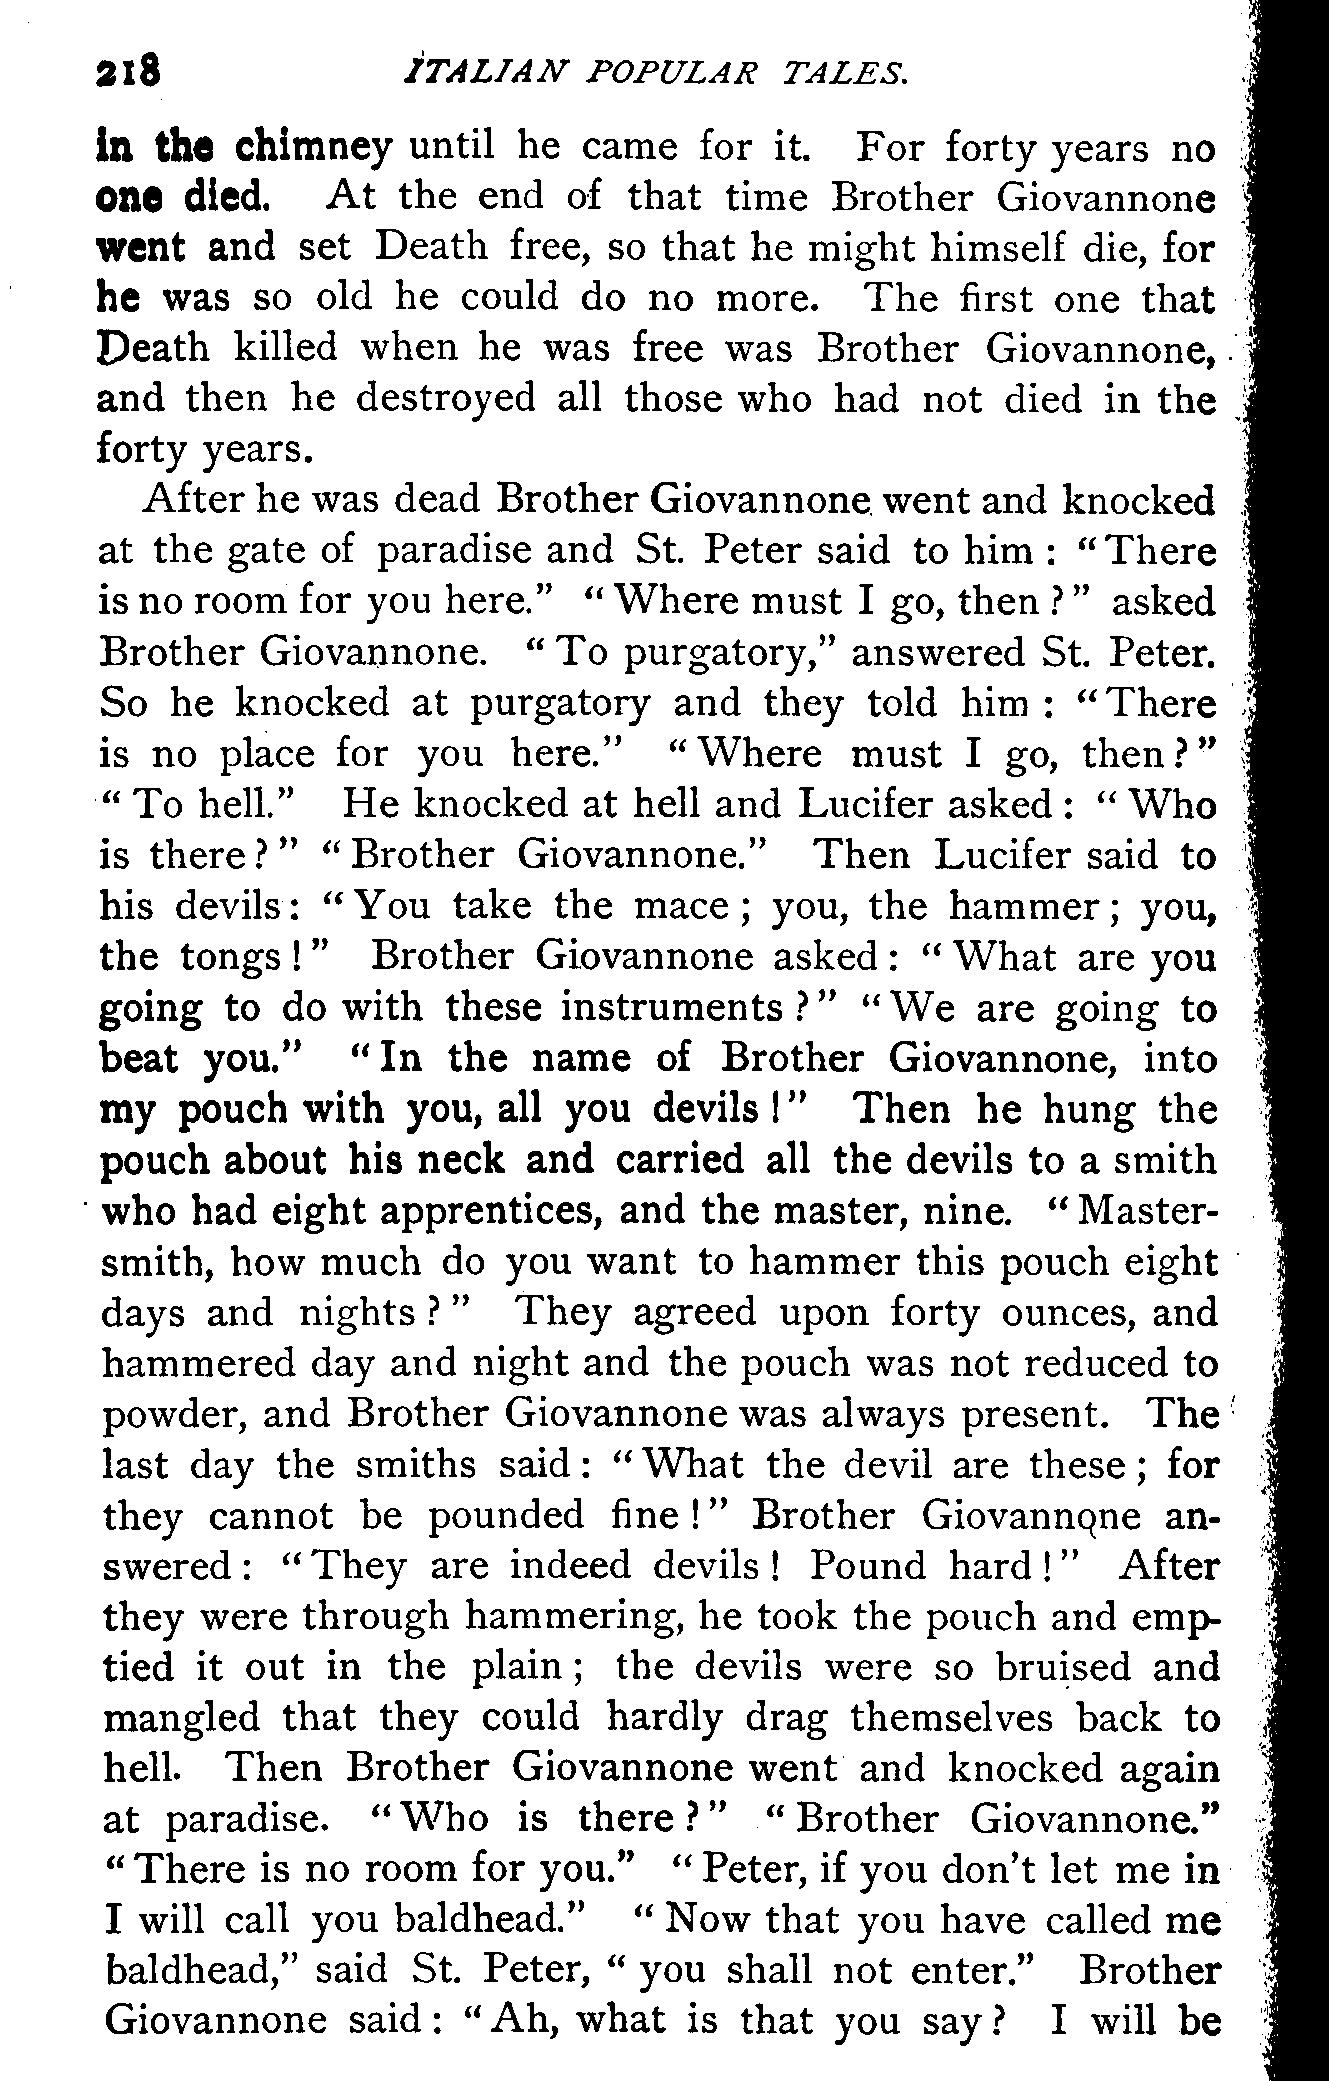 218 ITALIAN POPULAR TALES.
in the chimney until he came for it. For forty years no
one died. At the end of that time Brother Giovannone
went and set Death free, so that he might himself die, for
he was so old he could do no more. The first one that
Death killed when he was free was Brother Giovannone,
and then he destroyed all those who had not died in the
forty years.
After he was dead Brother Giovannone went and knocked
at the gate of paradise and St. Peter said to him : “ There
is no room for you here.” “ Where must I go, then ? ” asked
Brother Giovannone. “ To purgatory,” answered St. Peter.
So he knocked at purgatory and they told him : “ There
is no place for you here.” “ Where must I go, then ? ”
“ To hell.” He knocked at hell and Lucifer asked : “ Who
is there ? ” “ Brother Giovannone.” Then Lucifer said to
his devils : “ You take the mace ; you, the hammer ; you,
the tongs ! ” Brother Giovannone asked : “ What are you
going to do with these instruments ? ” “ We are going to
beat you.” “ In the name of Brother Giovannone, into
my pouch with you, all you devils ! ” Then he hung the
pouch about his neck and carried all the devils to a smith
who had eight apprentices, and the master, nine. “ Master-
smith, how much do you want to hammer this pouch eight
days and nights ? ” They agreed upon forty ounces, and
hammered day and night and the pouch was not reduced to
powder, and Brother Giovannone was always present. The
last day the smiths said : “ What the devil are these ; for
they cannot be pounded fine ! ” Brother Giovannone an-
swered : “ They are indeed devils ! Pound hard ! ” After
they were through hammering, he took the pouch and emp-
tied it out in the plain ; the devils were so bruised and
mangled that they could hardly drag themselves back to
hell. Then Brother Giovannone went and knocked again
at paradise. “ Who is there ? ” “ Brother Giovannone.”
“ There is no room for you.” “ Peter, if you don’t let me in
I will call you baldhead.” “ Now that you have called me
baldhead,” said St. Peter, “ you shall not enter.” Brother
Giovannone said : “ Ah, what is that you say ? I will be